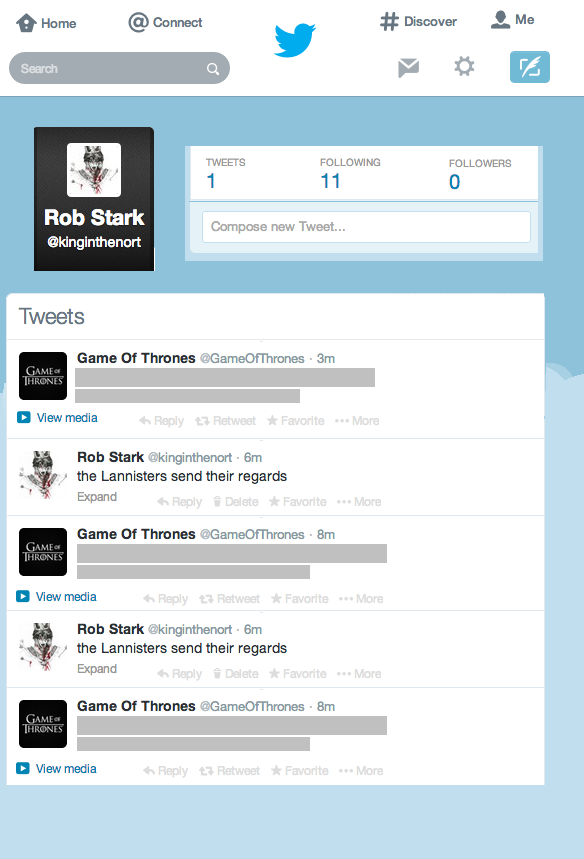 Home
Connect
Discover
Me
Search
Rob Stark
@kinginthenort
TWEETS
1
FOLLOWING
11
FOLLOWERS
0
Compose new Tweet...
Tweets
GAME OF THRONES
Game Of Thrones @GameOfThrones · 3m
View media Reply Retweet Favorite More
Rob Stark @kinginthenort · 6m
the Lannisters send their regards
Expand Reply Delete Favorite More
GAME OF THRONES
Game Of Thrones @GameOfThrones · 8m
View media Reply Retweet Favorite More
Rob Stark @kinginthenort · 6m
the Lannisters send their regards
Expand Reply Delete Favorite More
GAME OF THRONES
Game Of Thrones @GameOfThrones · 8m
View media Reply Retweet Favorite More